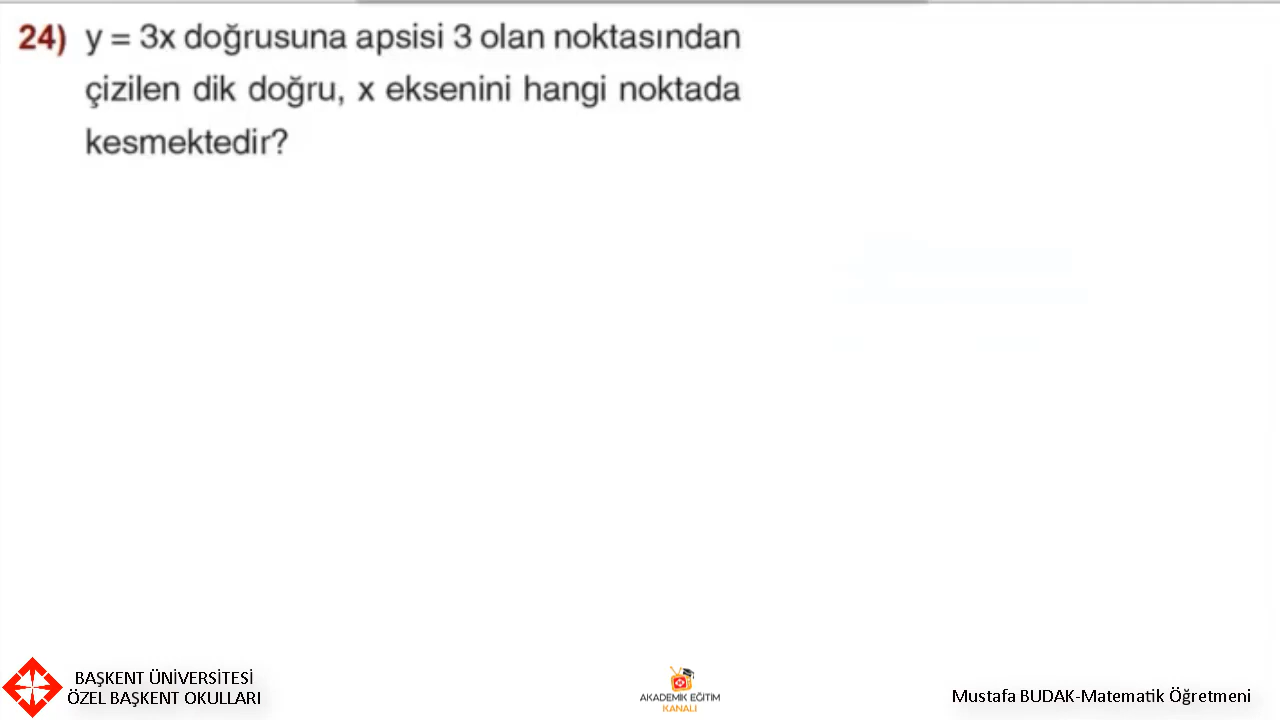 24) y = 3x doğrusuna apsisi 3 olan noktasından
çizilen dik doğru, x eksenini hangi noktada
kesmektedir?
BAŞKENT ÜNİVERSİTESİ
ÖZEL BAŞKENT OKULLARI
AKADEMİK EĞİTİM
KANALI
Mustafa BUDAK-Matematik Öğretmeni